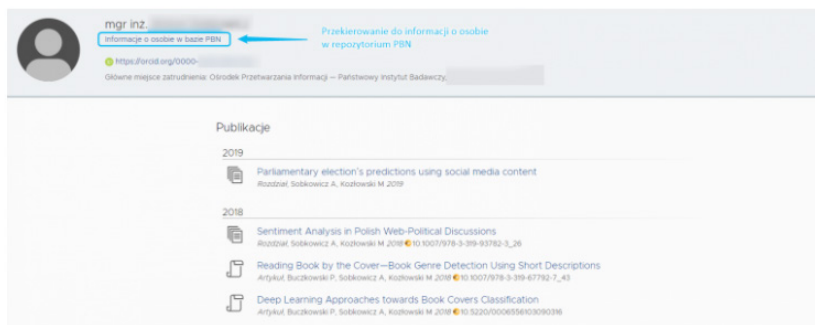 mgr inż.
Informacje o osobie w bazie PBN
Przekierowanie do informacji o osobie
w repozytorium PBN
https://orcid.org/0000-
Główne miejsce zatrudnienia: Ośrodek Przetwarzania Informacji — Państwowy Instytut Badawczy,
Publikacje
2019
Parliamentary election's predictions using social media content
Rozdział, Sobkowicz A, Kozłowski M 2019
2018
Sentiment Analysis in Polish Web-Political Discussions
Rozdział, Sobkowicz A, Kozłowski M 2018 10.1007/978-3-319-93782-3_26
Reading Book by the Cover—Book Genre Detection Using Short Descriptions
Artykuł, Buczkowski P, Sobkowicz A, Kozłowski M 2018 10.1007/978-3-319-67792-7_43
Deep Learning Approaches towards Book Covers Classification
Artykuł, Buczkowski P, Sobkowicz A, Kozłowski M 2018 10.5220/0006556103090316